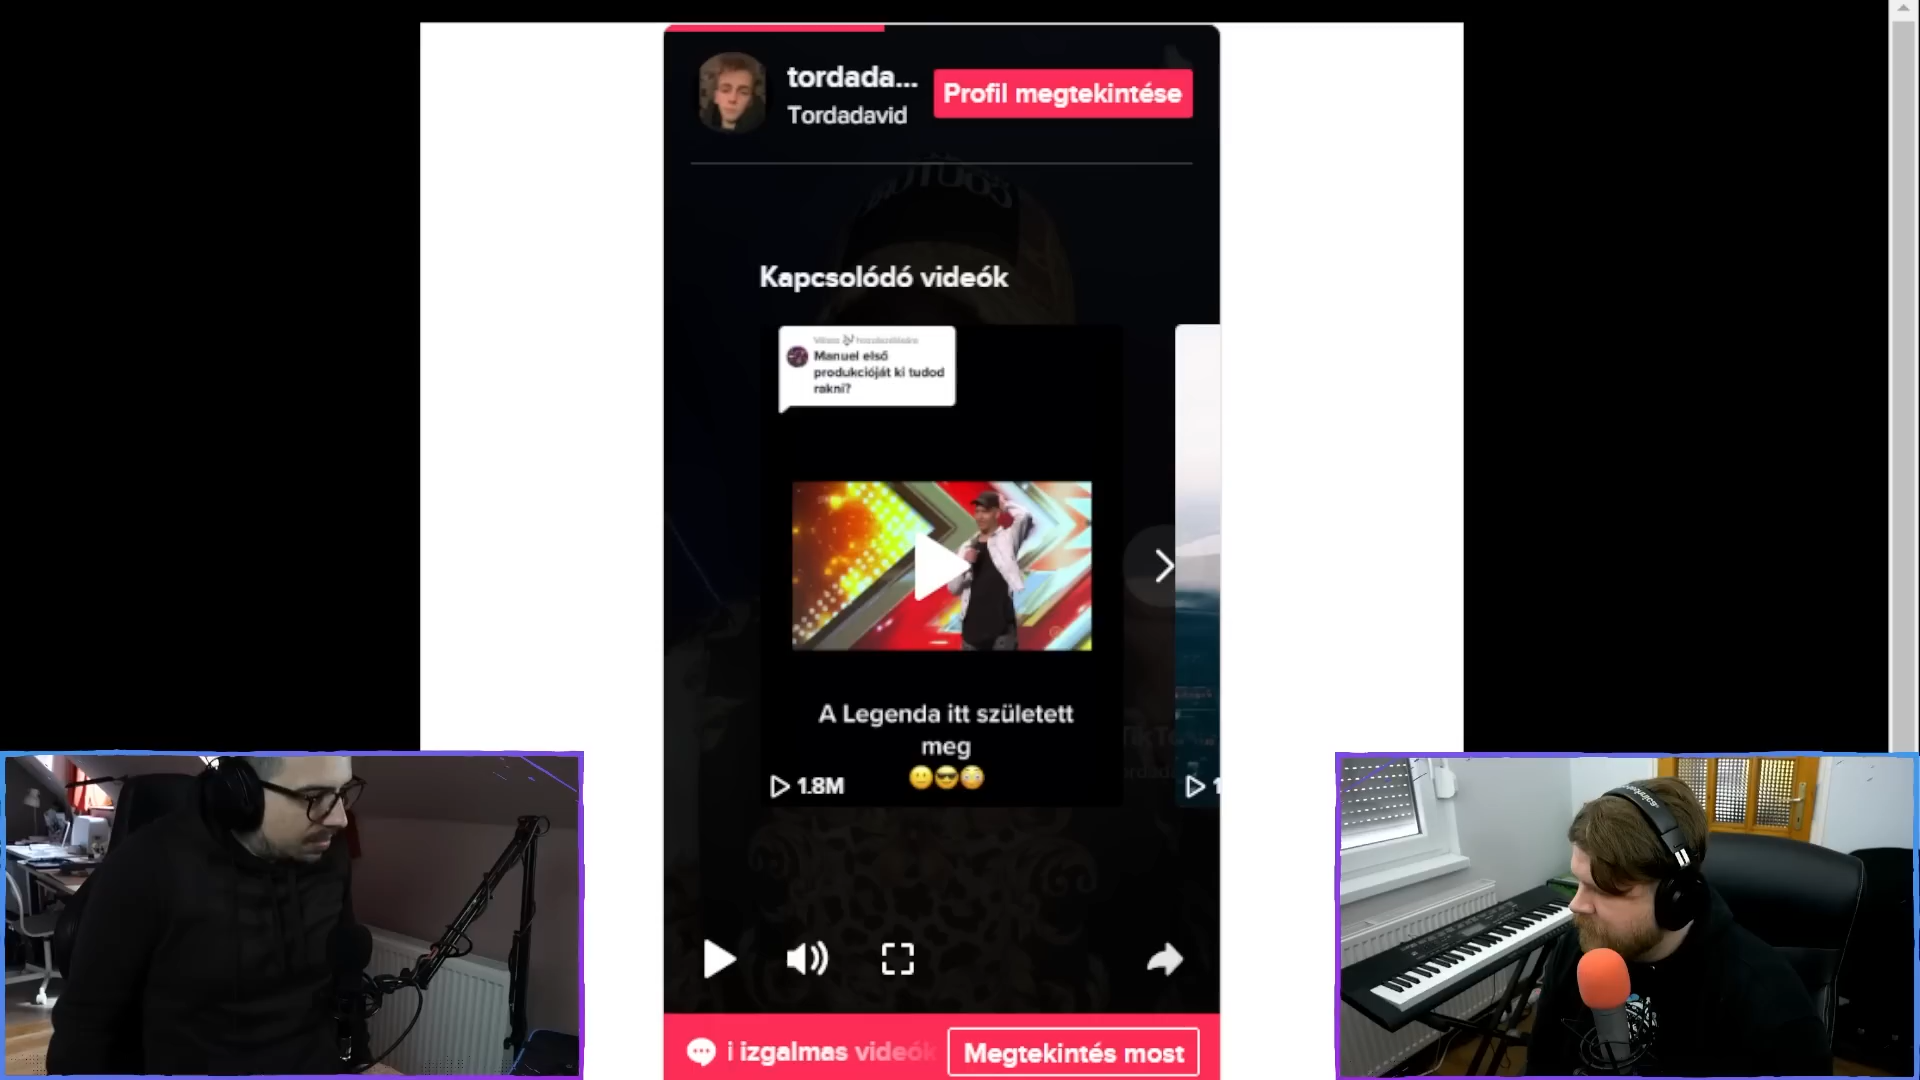 tordada...
Tordadavid
Profil megtekintése
Kapcsolódó videók
Manuel első
produkcióját ki tudod
rakni?
A Legenda itt született
meg
1.8M
i izgalmas videók
Megtekintés most